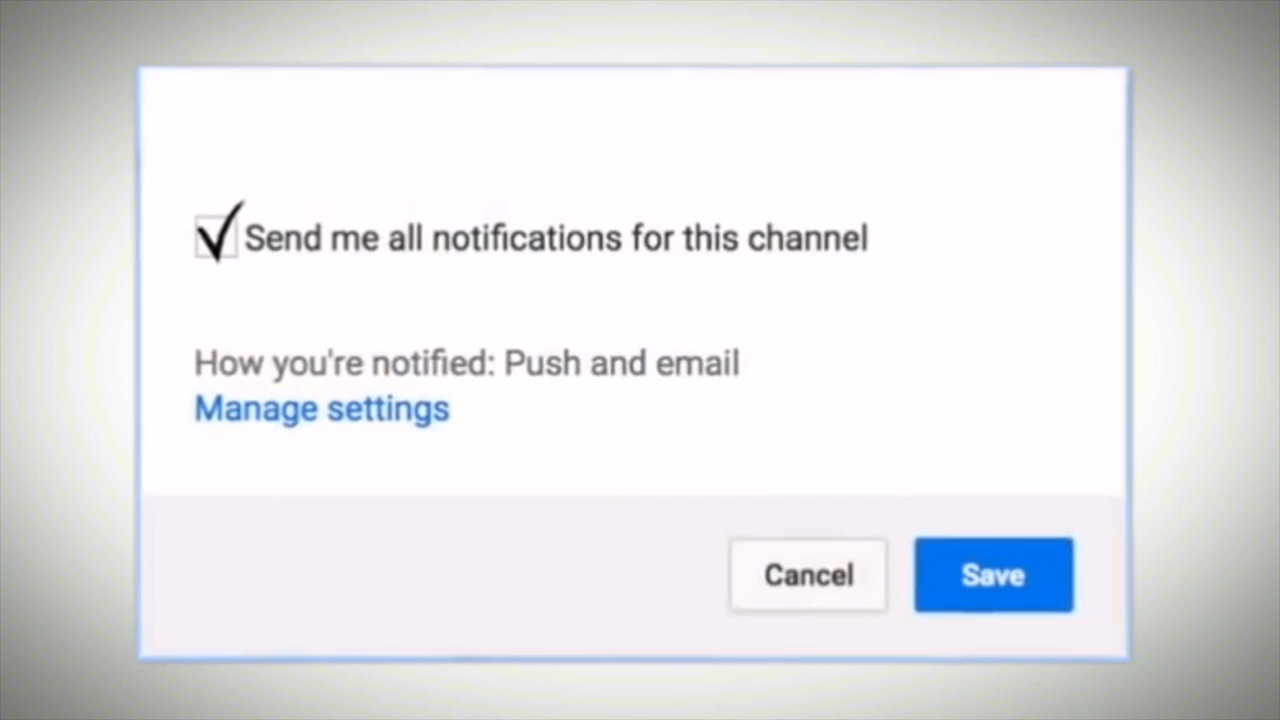 Send me all notifications for this channel
How you're notified: Push and email
Manage settings
Cancel
Save